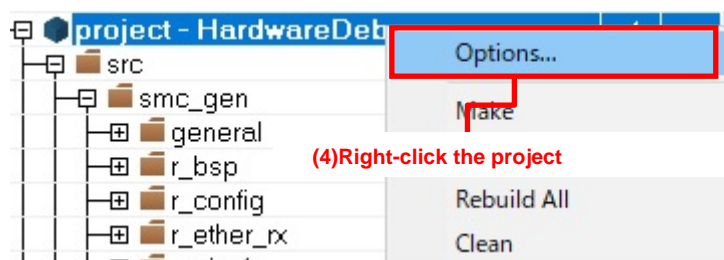 project - HardwareDeb
Options...
src
smc_gen
Make
general
(4)Right-click the project
r_bsp
r_config
Rebuild All
r_ether_rx
Clean